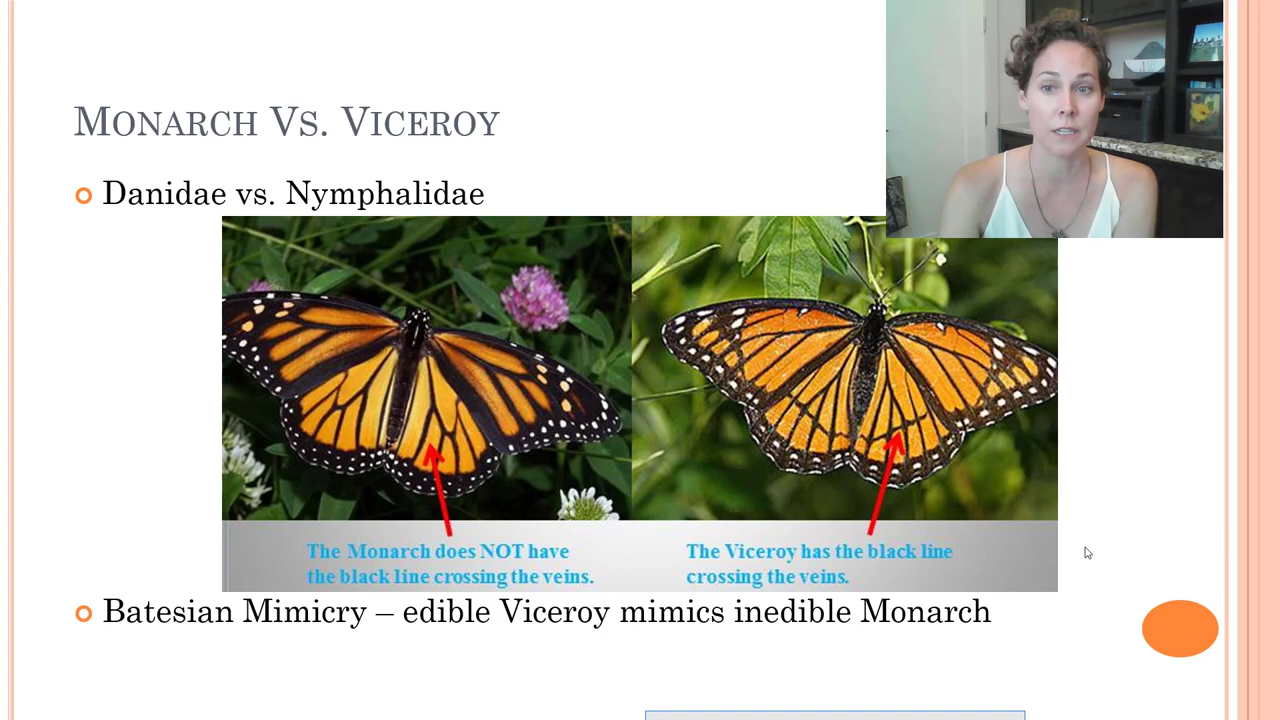 Monarch Vs. Viceroy
Danidae vs. Nymphalidae
The Monarch does NOT have
the black line crossing the veins.
The Viceroy has the black line
crossing the veins.
Batesian Mimicry – edible Viceroy mimics inedible Monarch